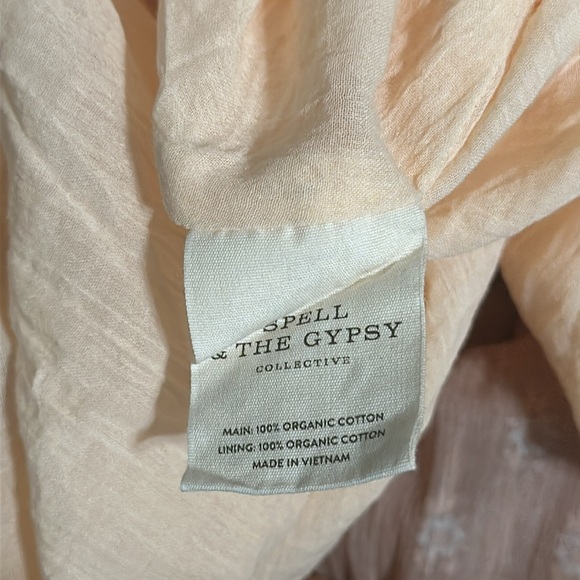 SPELL
& THE GYPSY
COLLECTIVE
MAIN: 100% ORGANIC COTTON
LINING: 100% ORGANIC COTTON
MADE IN VIETNAM